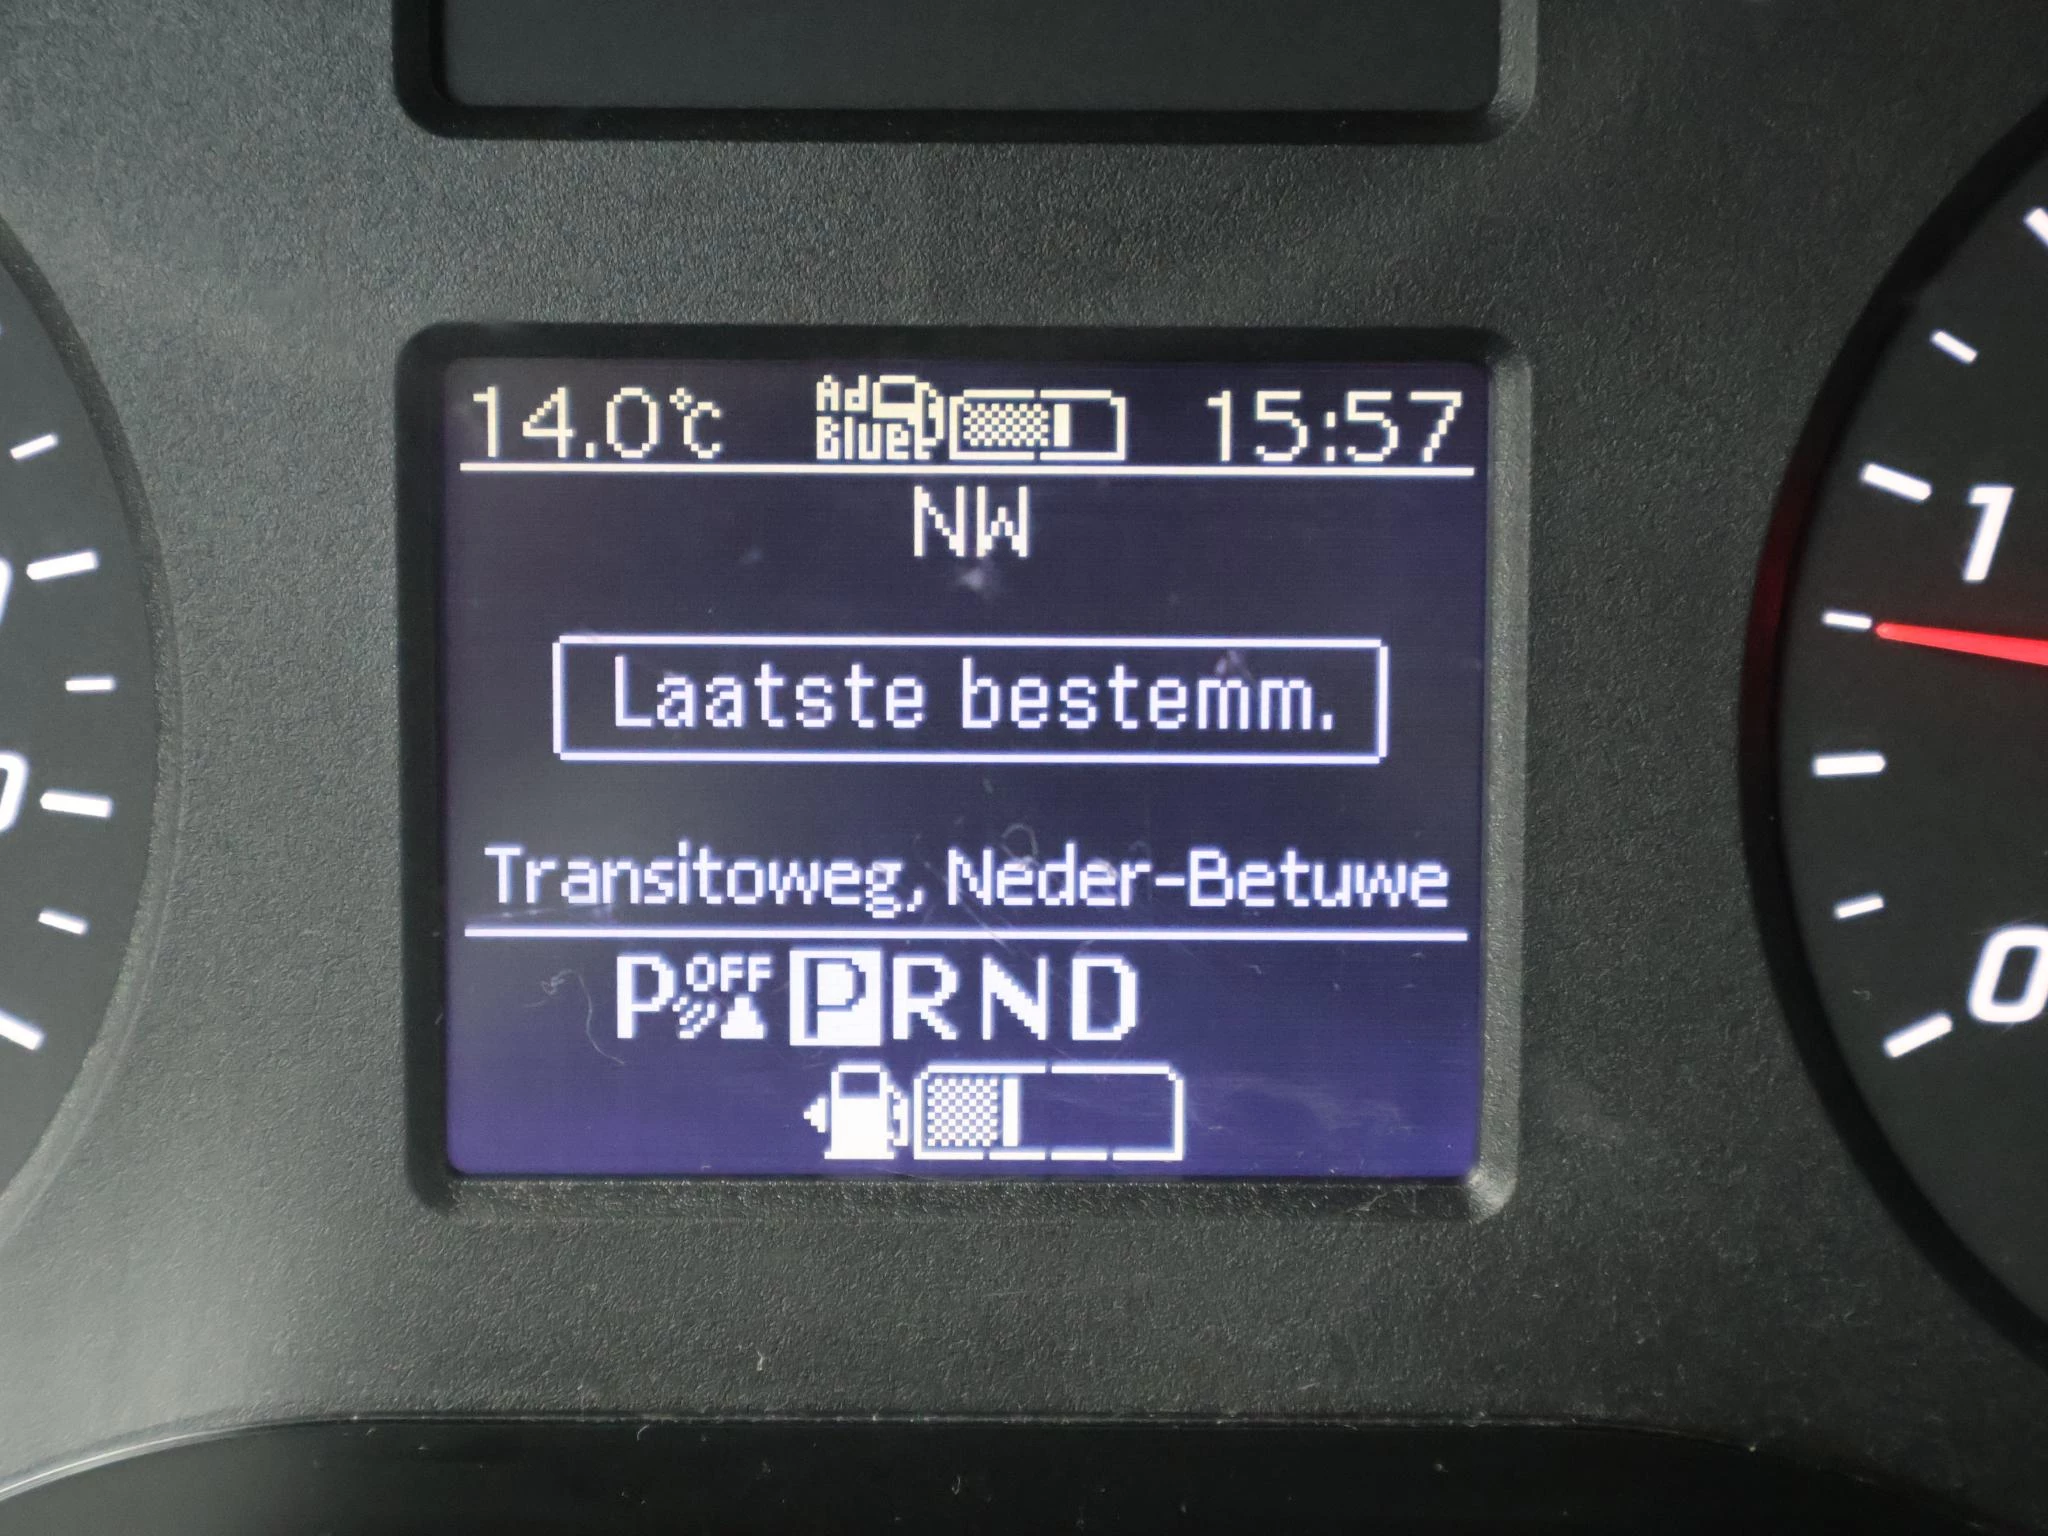 14.0°C Ad Blue 15:57
NW
Laatste bestemm.
Transitoweg, Neder-Betuwe
P OFF P R N D
1
0